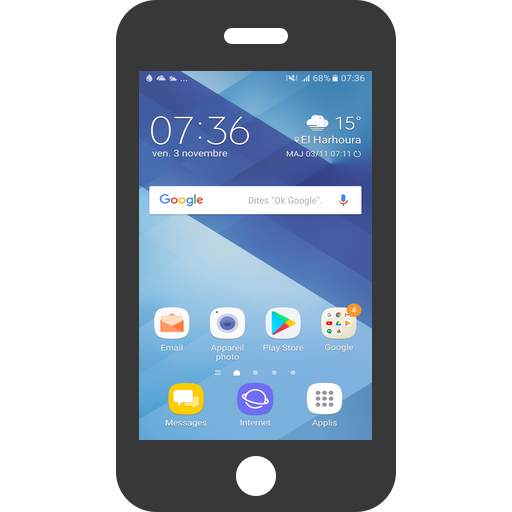 ... 68% 07:36
07:36
15°
El Harhoura
ven. 3 novembre
MAJ 03/11 07:11
Google
Dites "Ok Google".
4
Email
Appareil photo
Play Store
Google
Messages
Internet
Applis